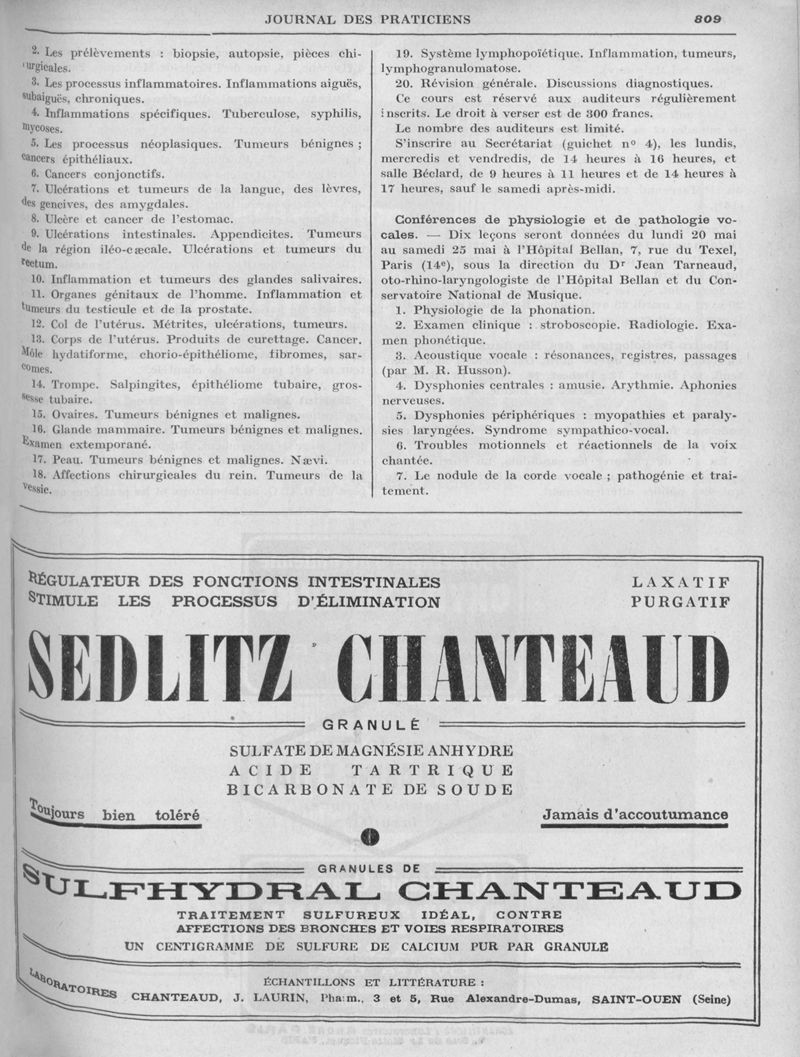 JOURNAL DES PRATICIENS 809
2. Les prélèvements : biopsie, autopsie, pièces chi-
rurgicales.
3. Les processus inflammatoires. Inflammations aiguës,
subaiguës, chroniques.
4. Inflammations spécifiques. Tuberculose, syphilis,
mycoses.
5. Les processus néoplasiques. Tumeurs bénignes ;
cancers épithéliaux.
6. Cancers conjonctifs.
7. Ulcérations et tumeurs de la langue, des lèvres,
des gencives, des amygdales.
8. Ulcère et cancer de l'estomac.
9. Ulcérations intestinales. Appendicites. Tumeurs
de la région iléo-cæcale. Ulcérations et tumeurs du
rectum.
10. Inflammation et tumeurs des glandes salivaires.
11. Organes génitaux de l'homme. Inflammation et
tumeurs du testicule et de la prostate.
12. Col de l'utérus. Métrites, ulcérations, tumeurs.
13. Corps de l'utérus. Produits de curettage. Cancer.
Môle hydatiforme, chorio-épithéliome, fibromes, sar-
comes.
14. Trompe. Salpingites, épithéliome tubaire, gros-
sesse tubaire.
15. Ovaires. Tumeurs bénignes et malignes.
16. Glande mammaire. Tumeurs bénignes et malignes.
Examen extemporané.
17. Peau. Tumeurs bénignes et malignes. Nævi.
18. Affections chirurgicales du rein. Tumeurs de la
vessie.
19. Système lymphopoïétique. Inflammation, tumeurs,
lymphogranulomatose.
20. Révision générale. Discussions diagnostiques.
Ce cours est réservé aux auditeurs régulièrement
inscrits. Le droit à verser est de 300 francs.
Le nombre des auditeurs est limité.
S'inscrire au Secrétariat (guichet n° 4), les lundis,
mercredis et vendredis, de 14 heures à 16 heures, et
salle Béclard, de 9 heures à 11 heures et de 14 heures à
17 heures, sauf le samedi après-midi.
Conférences de physiologie et de pathologie vo-
cales. — Dix leçons seront données du lundi 20 mai
au samedi 25 mai à l'Hôpital Bellan, 7, rue du Texel,
Paris (14e), sous la direction du Dr Jean Tarneaud,
oto-rhino-laryngologiste de l'Hôpital Bellan et du Con-
servatoire National de Musique.
1. Physiologie de la phonation.
2. Examen clinique : stroboscopie. Radiologie. Exa-
men phonétique.
3. Acoustique vocale : résonances, registres, passages
(par M. R. Husson).
4. Dysphonies centrales : amusie. Arythmie. Aphonies
nerveuses.
5. Dysphonies périphériques : myopathies et paraly-
sies laryngées. Syndrome sympathico-vocal.
6. Troubles motionnels et réactionnels de la voix
chantée.
7. Le nodule de la corde vocale ; pathogénie et trai-
tement.
RÉGULATEUR DES FONCTIONS INTESTINALES LAXATIF
STIMULE LES PROCESSUS D'ÉLIMINATION PURGATIF
SEDLITZ CHANTEAUD
GRANULÉ
SULFATE DE MAGNÉSIE ANHYDRE
ACIDE TARTRIQUE
BICARBONATE DE SOUDE
Toujours bien toléré Jamais d'accoutumance
GRANULES DE
SULFHYDRAL CHANTEAUD
TRAITEMENT SULFUREUX IDÉAL, CONTRE
AFFECTIONS DES BRONCHES ET VOIES RESPIRATOIRES
UN CENTIGRAMME DE SULFURE DE CALCIUM PUR PAR GRANULE
ÉCHANTILLONS ET LITTÉRATURE :
LABORATOIRES CHANTEAUD, J. LAURIN, Pharm., 3 et 5, Rue Alexandre-Dumas, SAINT-OUEN (Seine)